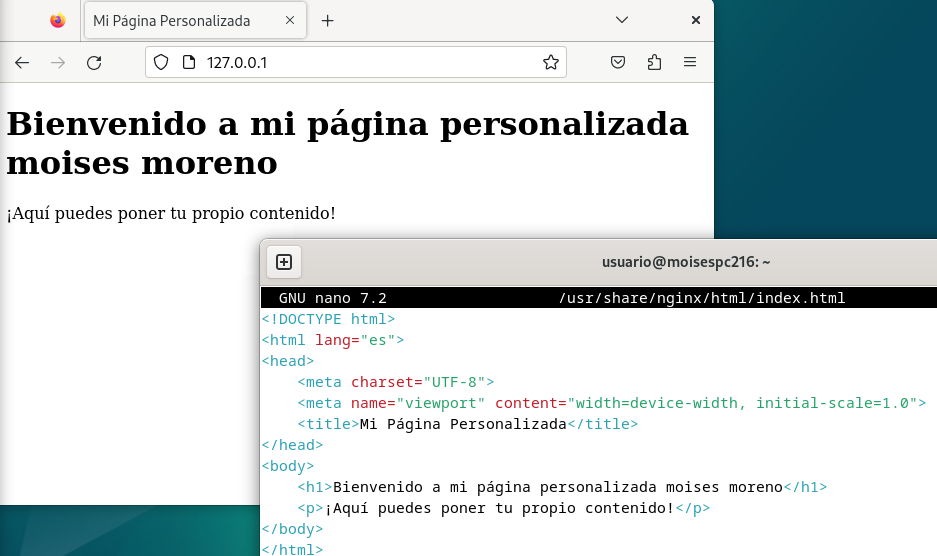 Mi Página Personalizada
127.0.0.1
Bienvenido a mi página personalizada
moises moreno
¡Aquí puedes poner tu propio contenido!
usuario@moisespc216: ~
GNU nano 7.2 /usr/share/nginx/html/index.html
<!DOCTYPE html>
<html lang="es">
<head>
    <meta charset="UTF-8">
    <meta name="viewport" content="width=device-width, initial-scale=1.0">
    <title>Mi Página Personalizada</title>
</head>
<body>
    <h1>Bienvenido a mi página personalizada moises moreno</h1>
    <p>¡Aquí puedes poner tu propio contenido!</p>
</body>
</html>